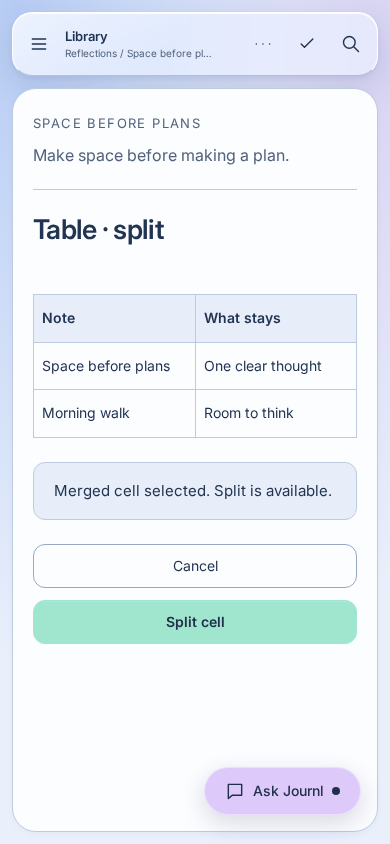 Library
Reflections / Space before pl...
SPACE BEFORE PLANS
Make space before making a plan.
Table · split
Note What stays
Space before plans One clear thought
Morning walk Room to think
Merged cell selected. Split is available.
Cancel
Split cell
Ask Journl